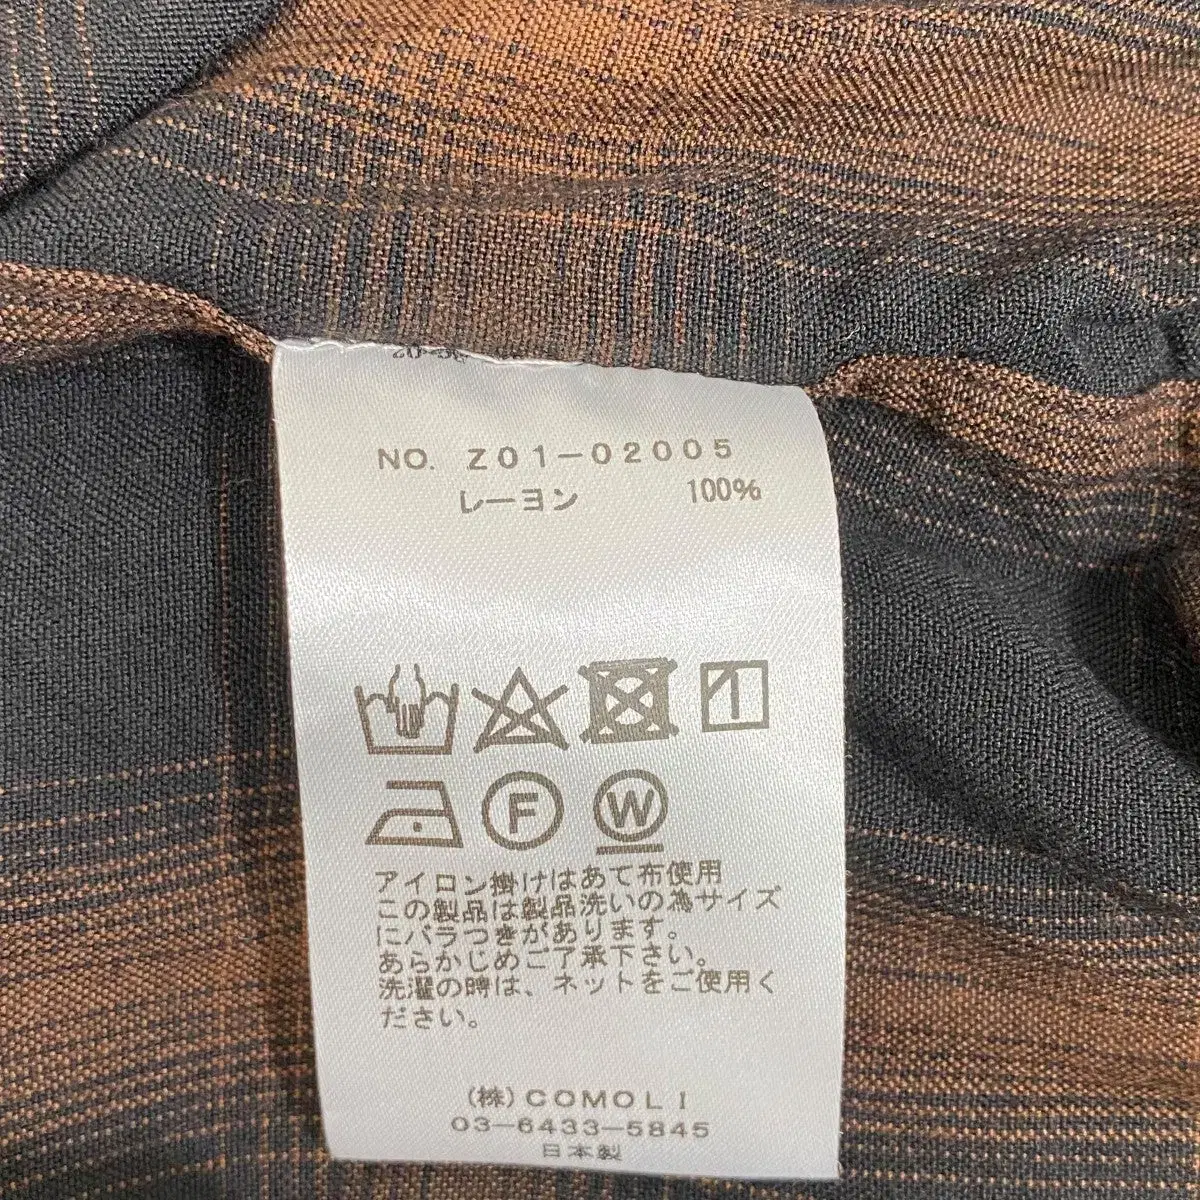 NO. Z01-02005
レーヨン 100%
F W
アイロン掛けはあて布使用
この製品は製品洗いの為サイズ
にバラつきがあります。
あらかじめご了承下さい。
洗濯の時は、ネットをご使用く
ださい。
(株)COMOLI
03-6433-5845
日本製